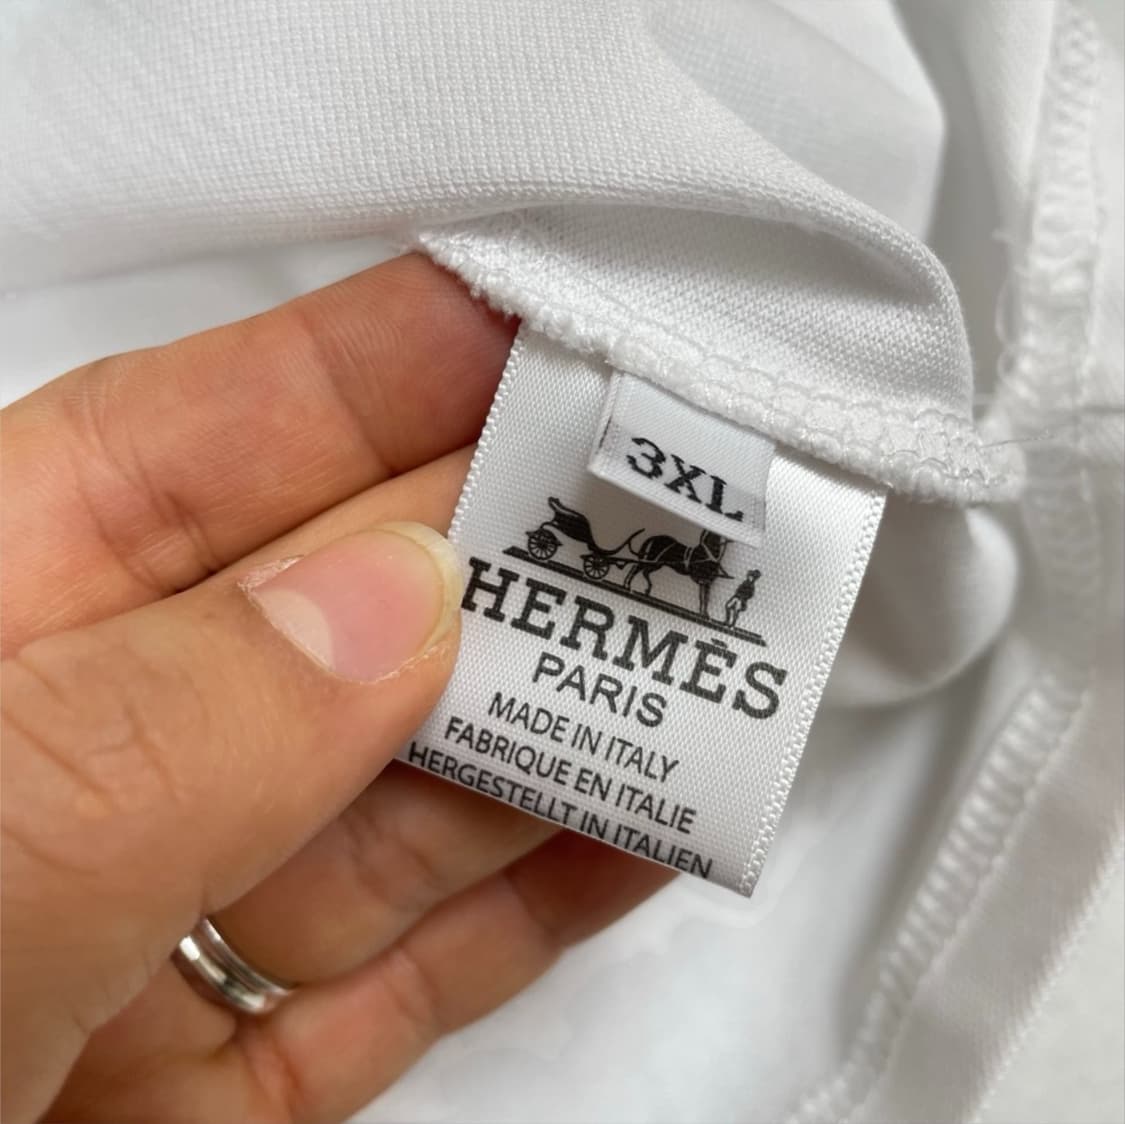 3XL
HERMÈS
PARIS
MADE IN ITALY
FABRIQUE EN ITALIE
HERGESTELLT IN ITALIEN